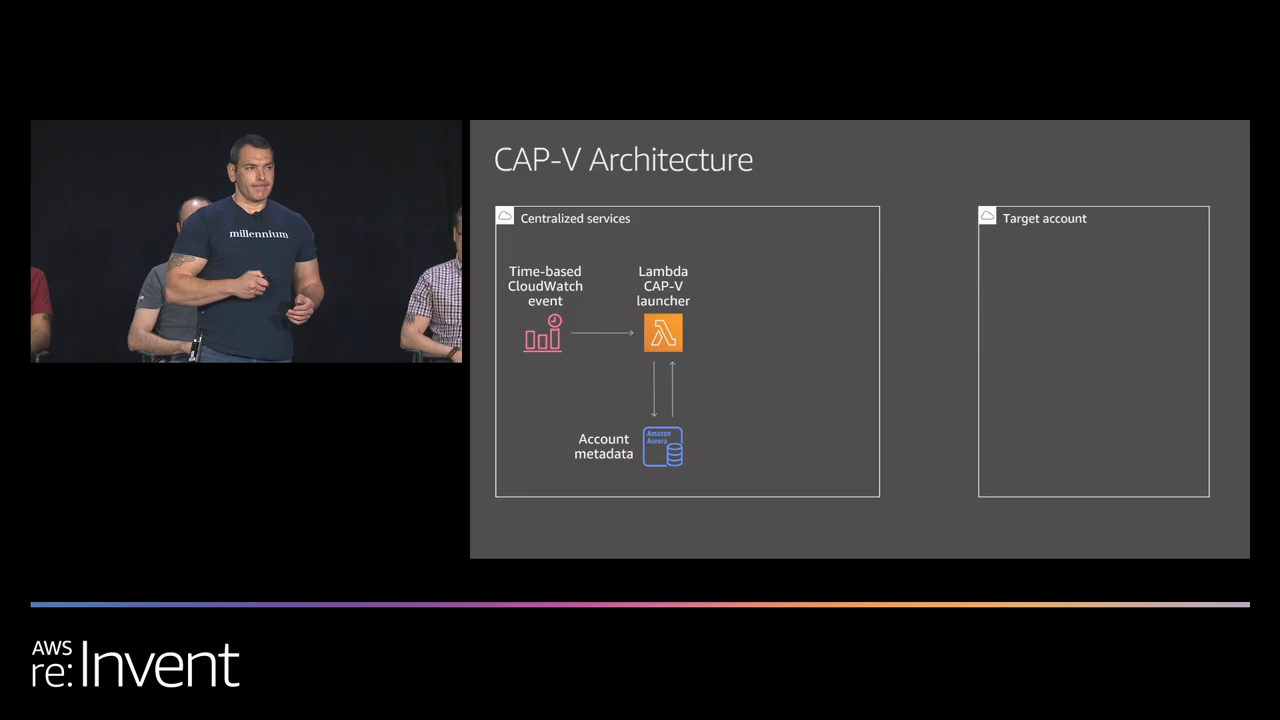 millennium
CAP-V Architecture
Centralized services
Target account
Time-based
CloudWatch
event
Lambda
CAP-V
launcher
Account
metadata
Amazon
Aurora
AWS
re:Invent